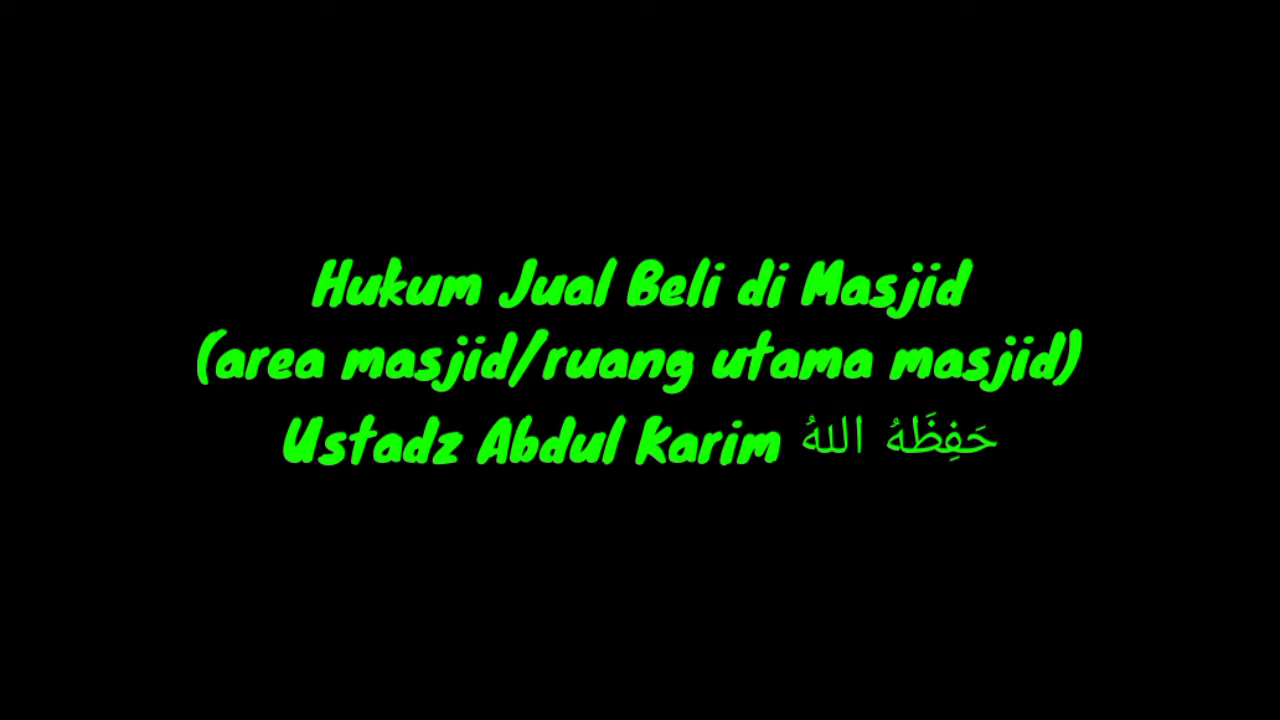 Hukum Jual Beli di Masjid
(area masjid/ruang utama masjid)
Ustadz Abdul Karim حَفِظَهُ اللهُ